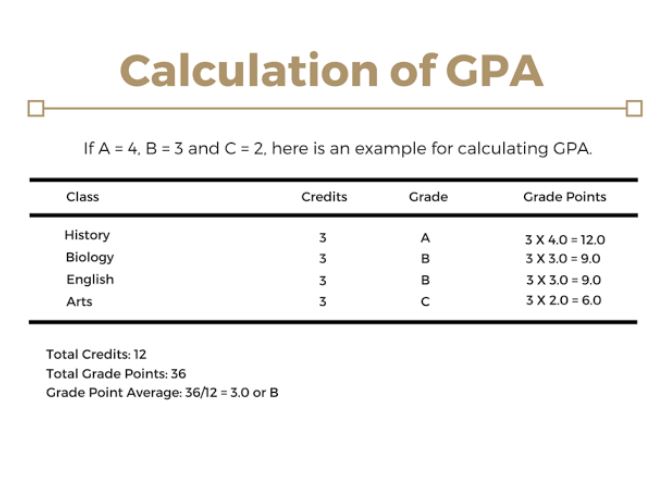 Calculation of GPA
If A = 4, B = 3 and C = 2, here is an example for calculating GPA.
Class Credits Grade Grade Points
History 3 A 3 X 4.0 = 12.0
Biology 3 B 3 X 3.0 = 9.0
English 3 B 3 X 3.0 = 9.0
Arts 3 C 3 X 2.0 = 6.0
Total Credits: 12
Total Grade Points: 36
Grade Point Average: 36/12 = 3.0 or B